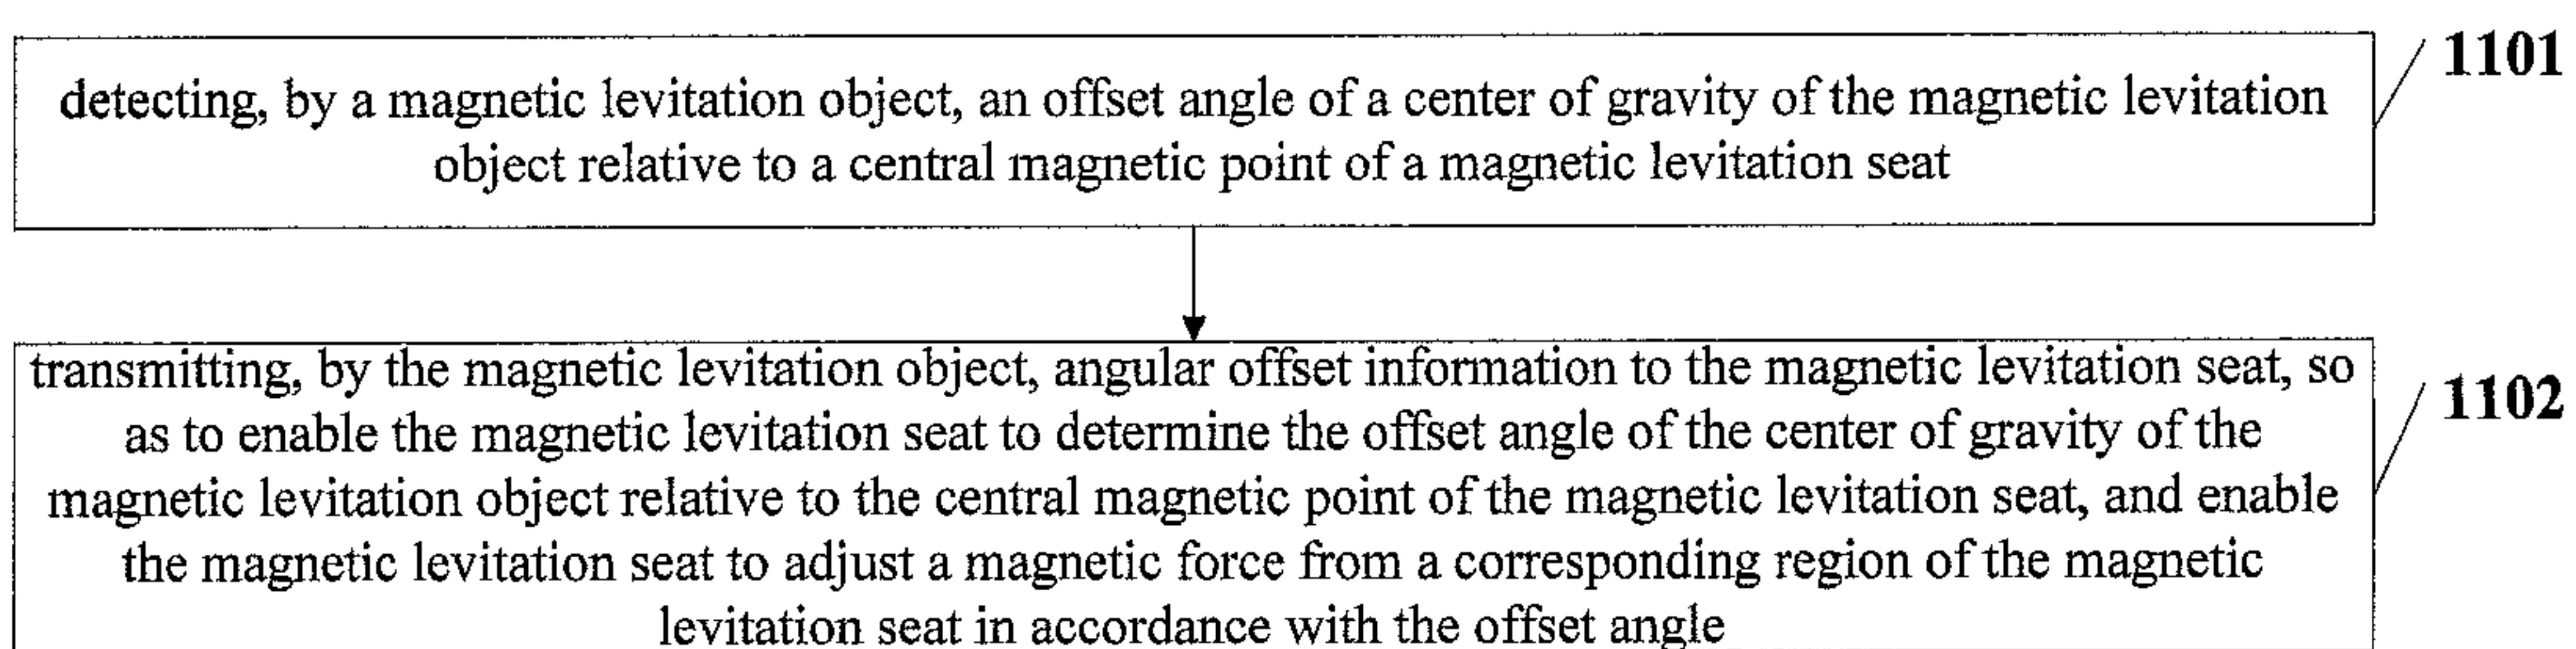 1101
detecting, by a magnetic levitation object, an offset angle of a center of gravity of the magnetic levitation
object relative to a central magnetic point of a magnetic levitation seat
1102
transmitting, by the magnetic levitation object, angular offset information to the magnetic levitation seat, so
as to enable the magnetic levitation seat to determine the offset angle of the center of gravity of the
magnetic levitation object relative to the central magnetic point of the magnetic levitation seat, and enable
the magnetic levitation seat to adjust a magnetic force from a corresponding region of the magnetic
levitation seat in accordance with the offset angle